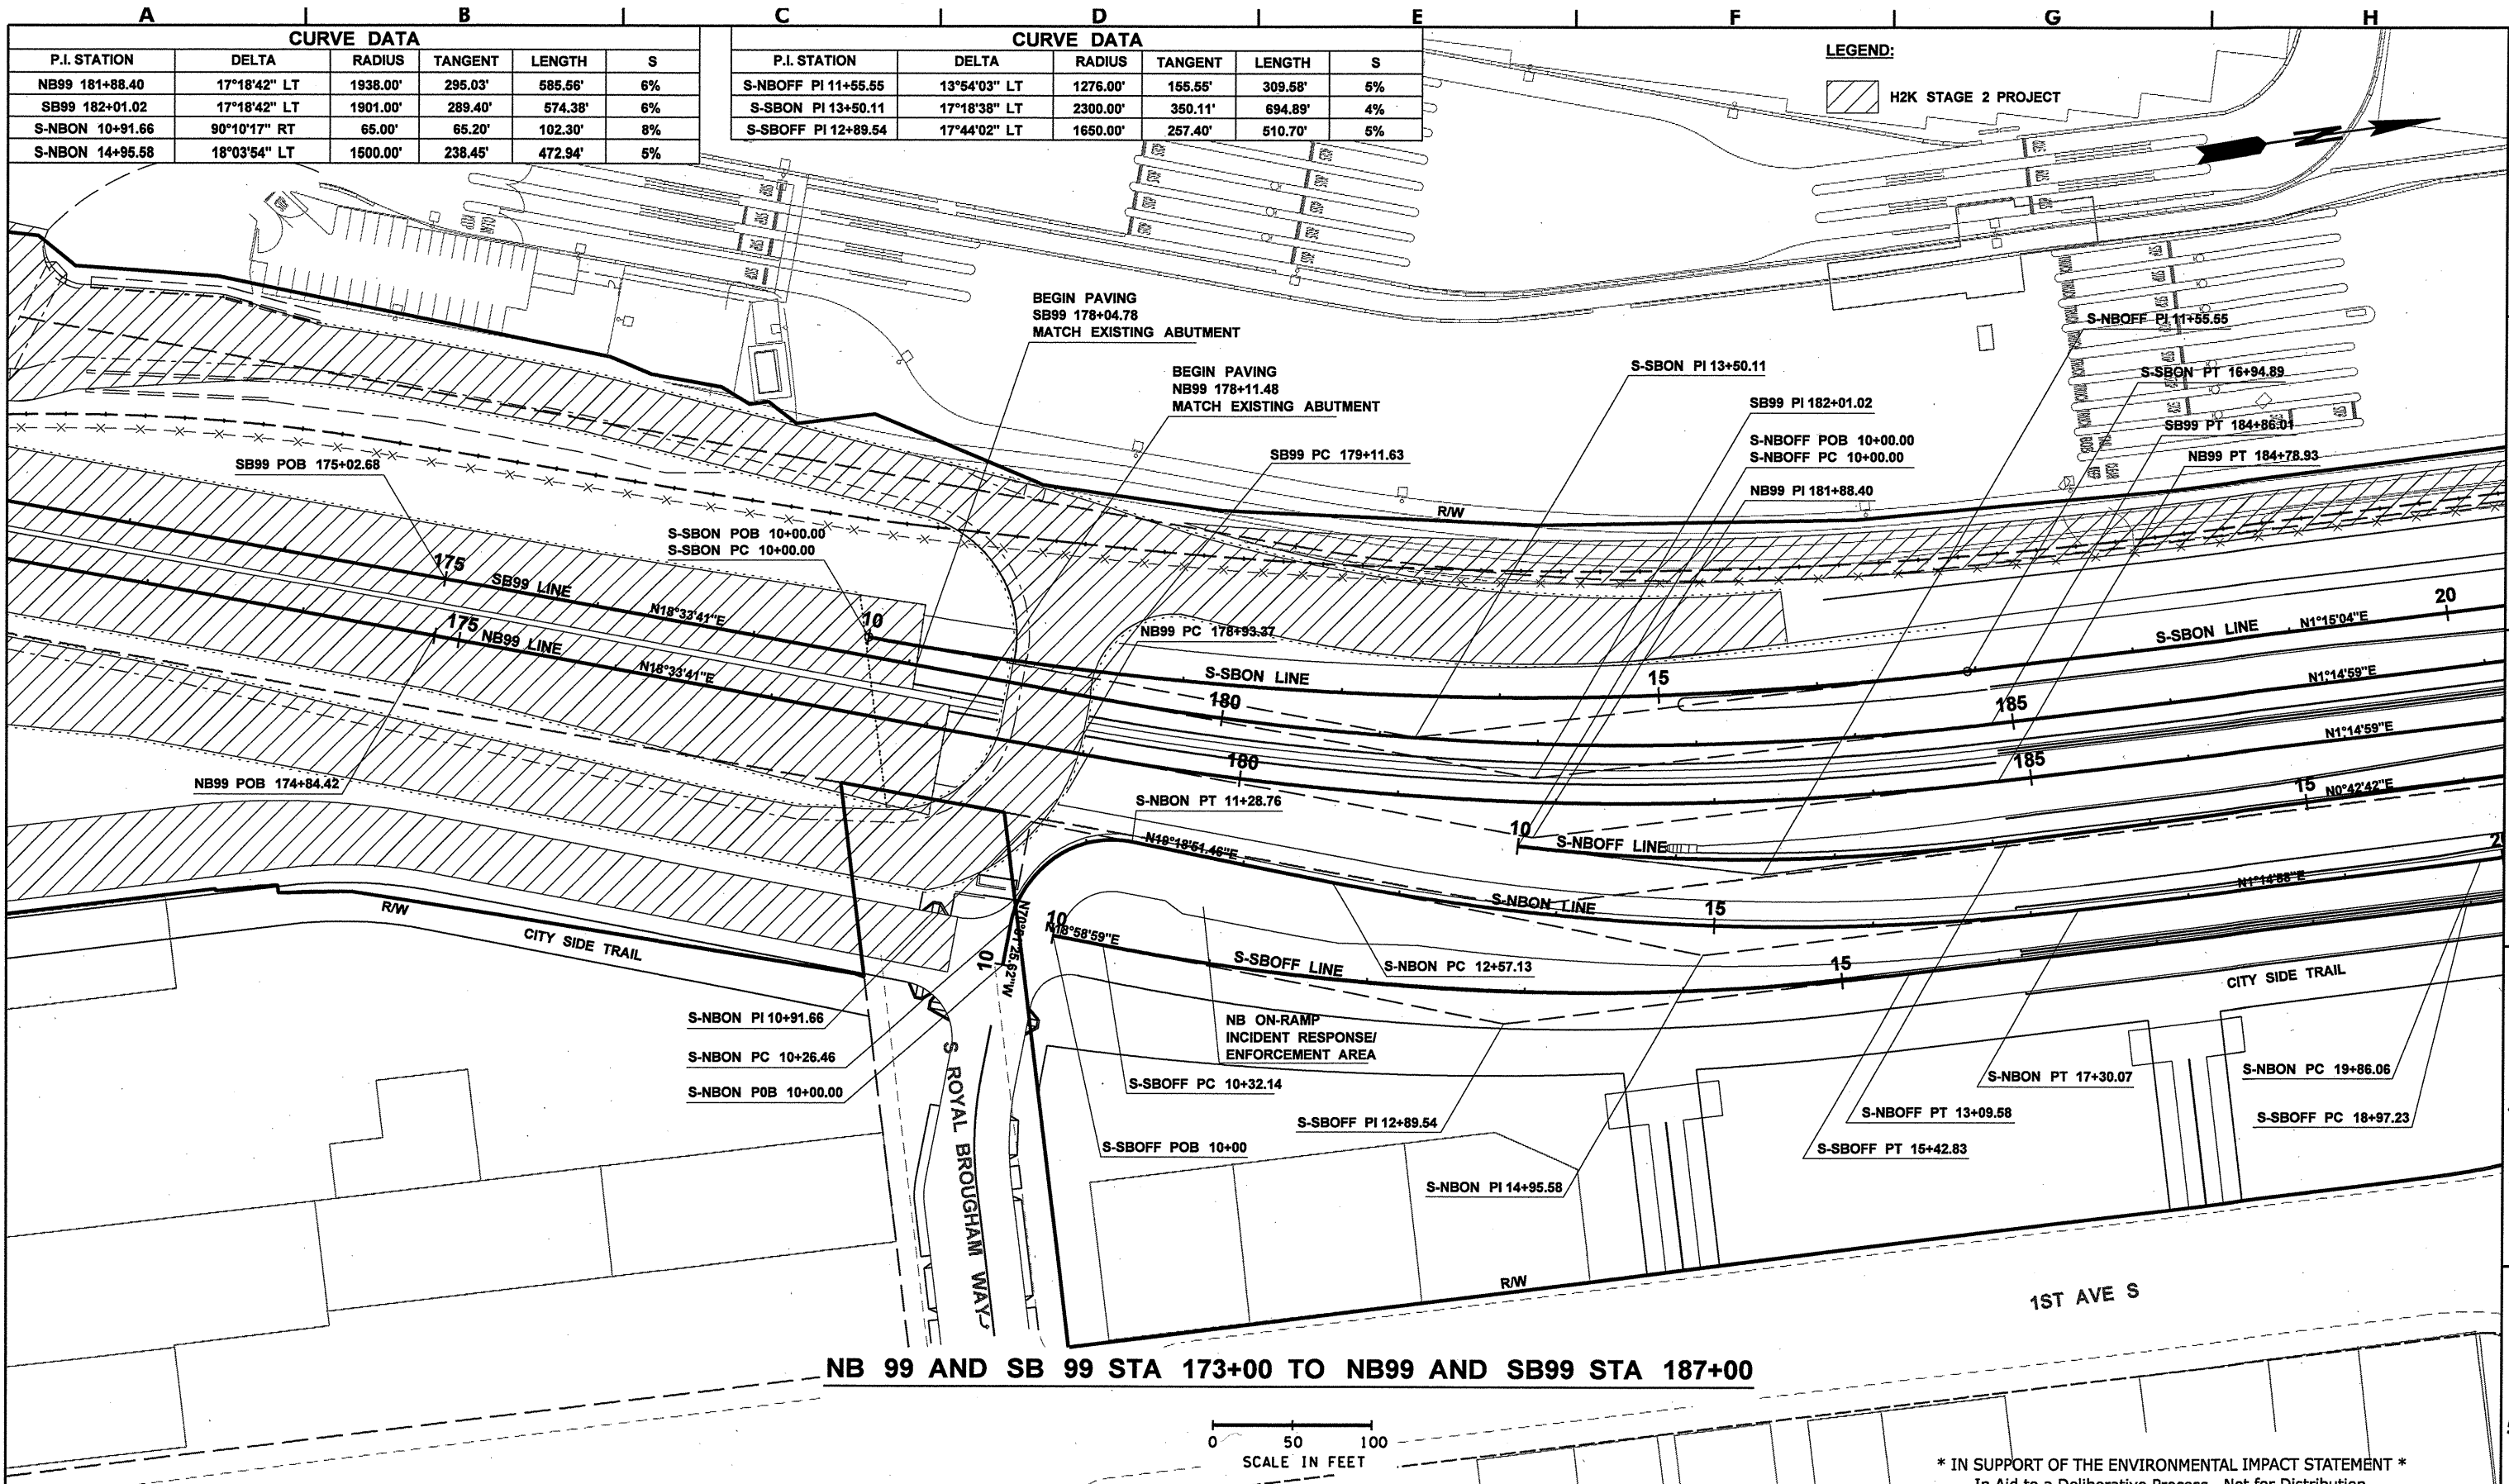 A B C D E F G H
CURVE DATA
P.I. STATION DELTA RADIUS TANGENT LENGTH S
NB99 181+88.40 17°18'42" LT 1938.00' 295.03' 585.56' 6%
SB99 182+01.02 17°18'42" LT 1901.00' 289.40' 574.38' 6%
S-NBON 10+91.66 90°10'17" RT 65.00' 65.20' 102.30' 8%
S-NBON 14+95.58 18°03'54" LT 1500.00' 238.45' 472.94' 5%
CURVE DATA
P.I. STATION DELTA RADIUS TANGENT LENGTH S
S-NBOFF PI 11+55.55 13°54'03" LT 1276.00' 155.55' 309.58' 5%
S-SBON PI 13+50.11 17°18'38" LT 2300.00' 350.11' 694.89' 4%
S-SBOFF PI 12+89.54 17°44'02" LT 1650.00' 257.40' 510.70' 5%
LEGEND:
H2K STAGE 2 PROJECT
N
BEGIN PAVING
SB99 178+04.78
MATCH EXISTING ABUTMENT
BEGIN PAVING
NB99 178+11.48
MATCH EXISTING ABUTMENT
S-NBOFF PI 11+55.55
S-SBON PI 13+50.11
S-SBON PT 16+94.89
SB99 PI 182+01.02
S-NBOFF POB 10+00.00
S-NBOFF PC 10+00.00
SB99 PT 184+86.01
SB99 POB 175+02.68
SB99 PC 179+11.63
NB99 PT 184+78.93
NB99 PI 181+88.40
R/W
S-SBON POB 10+00.00
S-SBON PC 10+00.00
175
SB99 LINE
N18°33'41"E
10
175
NB99 LINE
N18°33'41"E
NB99 PC 178+93.37
S-SBON LINE
15
S-SBON LINE
N1°15'04"E
20
180
185
N1°14'59"E
180
185
N1°14'59"E
NB99 POB 174+84.42
S-NBON PT 11+28.76
N19°18'51.46"E
10
S-NBOFF LINE
15
N0°42'42"E
S-NBON LINE
15
N1°14'58"E
2
R/W
CITY SIDE TRAIL
N70°51'25.62"W
10
10
N18°58'59"E
S-SBOFF LINE
S-NBON PC 12+57.13
15
CITY SIDE TRAIL
S-NBON PI 10+91.66
S-NBON PC 10+26.46
S-NBON P0B 10+00.00
NB ON-RAMP
INCIDENT RESPONSE/
ENFORCEMENT AREA
S-SBOFF PC 10+32.14
S-SBOFF PI 12+89.54
S-SBOFF POB 10+00
S-NBON PI 14+95.58
S-NBON PT 17+30.07
S-NBOFF PT 13+09.58
S-SBOFF PT 15+42.83
S-NBON PC 19+86.06
S-SBOFF PC 18+97.23
S ROYAL BROUGHAM WAY
R/W
1ST AVE S
NB 99 AND SB 99 STA 173+00 TO NB99 AND SB99 STA 187+00
0 50 100
SCALE IN FEET
* IN SUPPORT OF THE ENVIRONMENTAL IMPACT STATEMENT *
In Aid to a Deliberative Process - Not for Distribution